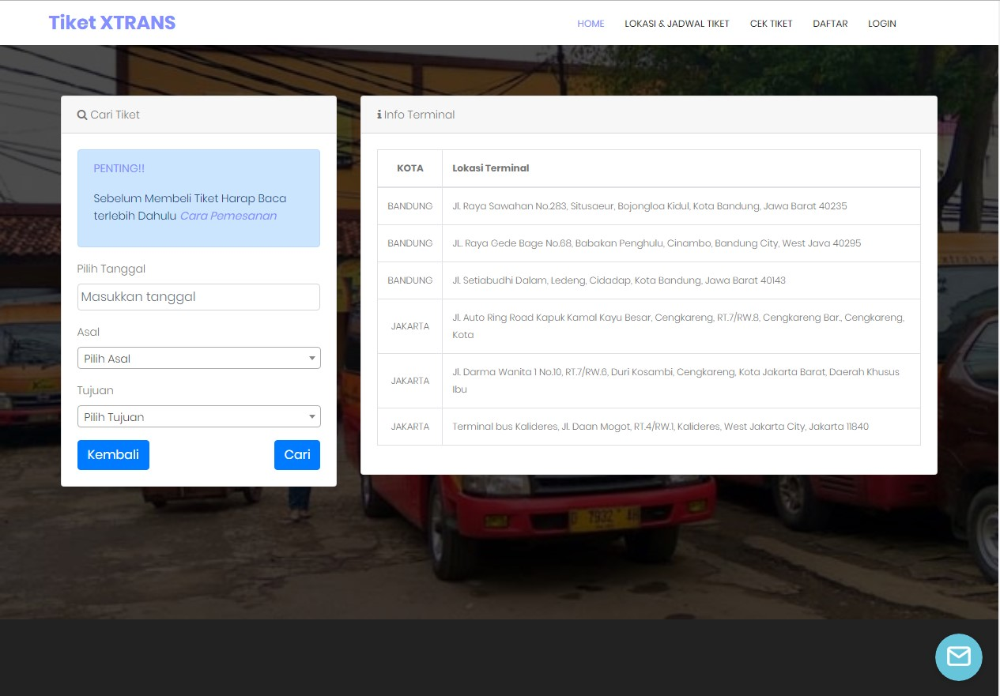 Tiket XTRANS
HOME
LOKASI & JADWAL TIKET
CEK TIKET
DAFTAR
LOGIN
Cari Tiket
PENTING!!
Sebelum Membeli Tiket Harap Baca
terlebih Dahulu Cara Pemesanan
Pilih Tanggal
Masukkan tanggal
Asal
Pilih Asal
Tujuan
Pilih Tujuan
Kembali
Cari
Info Terminal
KOTA Lokasi Terminal
BANDUNG Jl. Raya Sawahan No.283, Situsaeur, Bojongloa Kidul, Kota Bandung, Jawa Barat 40235
BANDUNG JL. Raya Gede Bage No.68, Babakan Penghulu, Cinambo, Bandung City, West Java 40295
BANDUNG Jl. Setiabudhi Dalam, Ledeng, Cidadap, Kota Bandung, Jawa Barat 40143
JAKARTA Jl. Auto Ring Road Kapuk Kamal Kayu Besar, Cengkareng, RT.7/RW.8, Cengkareng Bar., Cengkareng,
Kota
JAKARTA Jl. Darma Wanita 1 No.10, RT.7/RW.6, Duri Kosambi, Cengkareng, Kota Jakarta Barat, Daerah Khusus
Ibu
JAKARTA Terminal bus Kalideres, Jl. Daan Mogot, RT.4/RW.1, Kalideres, West Jakarta City, Jakarta 11840
D 7932 AH